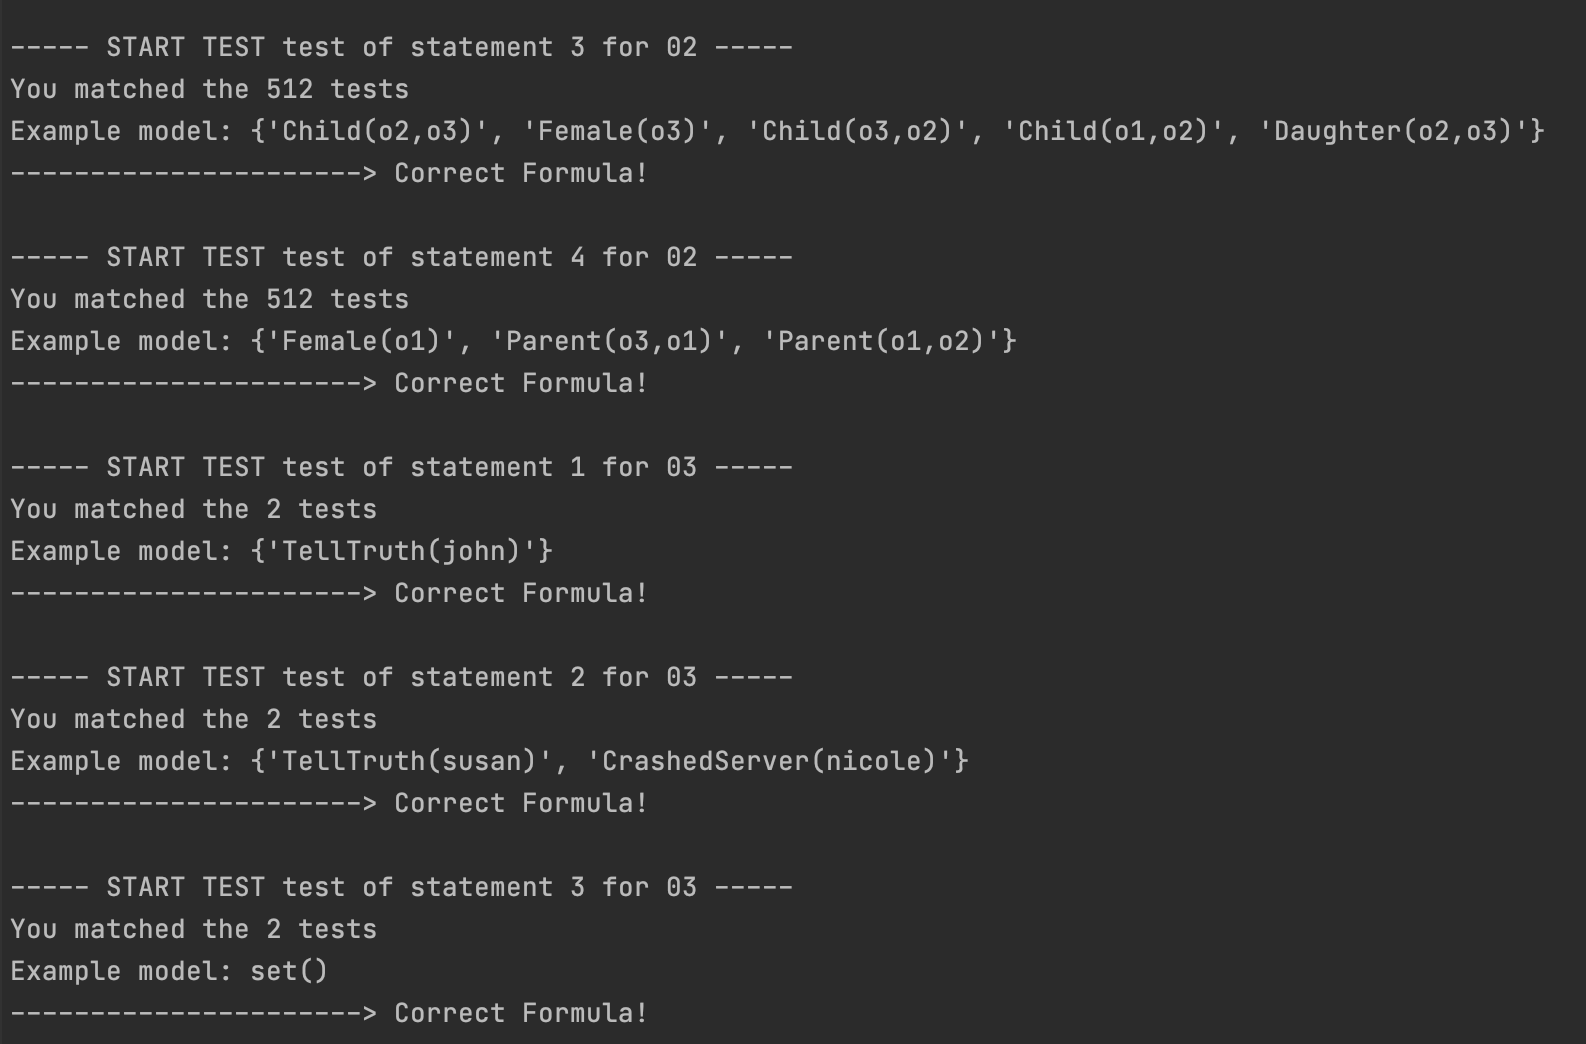 ----- START TEST test of statement 3 for 02 -----
You matched the 512 tests
Example model: {'Child(o2,o3)', 'Female(o3)', 'Child(o3,o2)', 'Child(o1,o2)', 'Daughter(o2,o3)'}
----------------------> Correct Formula!
----- START TEST test of statement 4 for 02 -----
You matched the 512 tests
Example model: {'Female(o1)', 'Parent(o3,o1)', 'Parent(o1,o2)'}
----------------------> Correct Formula!
----- START TEST test of statement 1 for 03 -----
You matched the 2 tests
Example model: {'TellTruth(john)'}
----------------------> Correct Formula!
----- START TEST test of statement 2 for 03 -----
You matched the 2 tests
Example model: {'TellTruth(susan)', 'CrashedServer(nicole)'}
----------------------> Correct Formula!
----- START TEST test of statement 3 for 03 -----
You matched the 2 tests
Example model: set()
----------------------> Correct Formula!